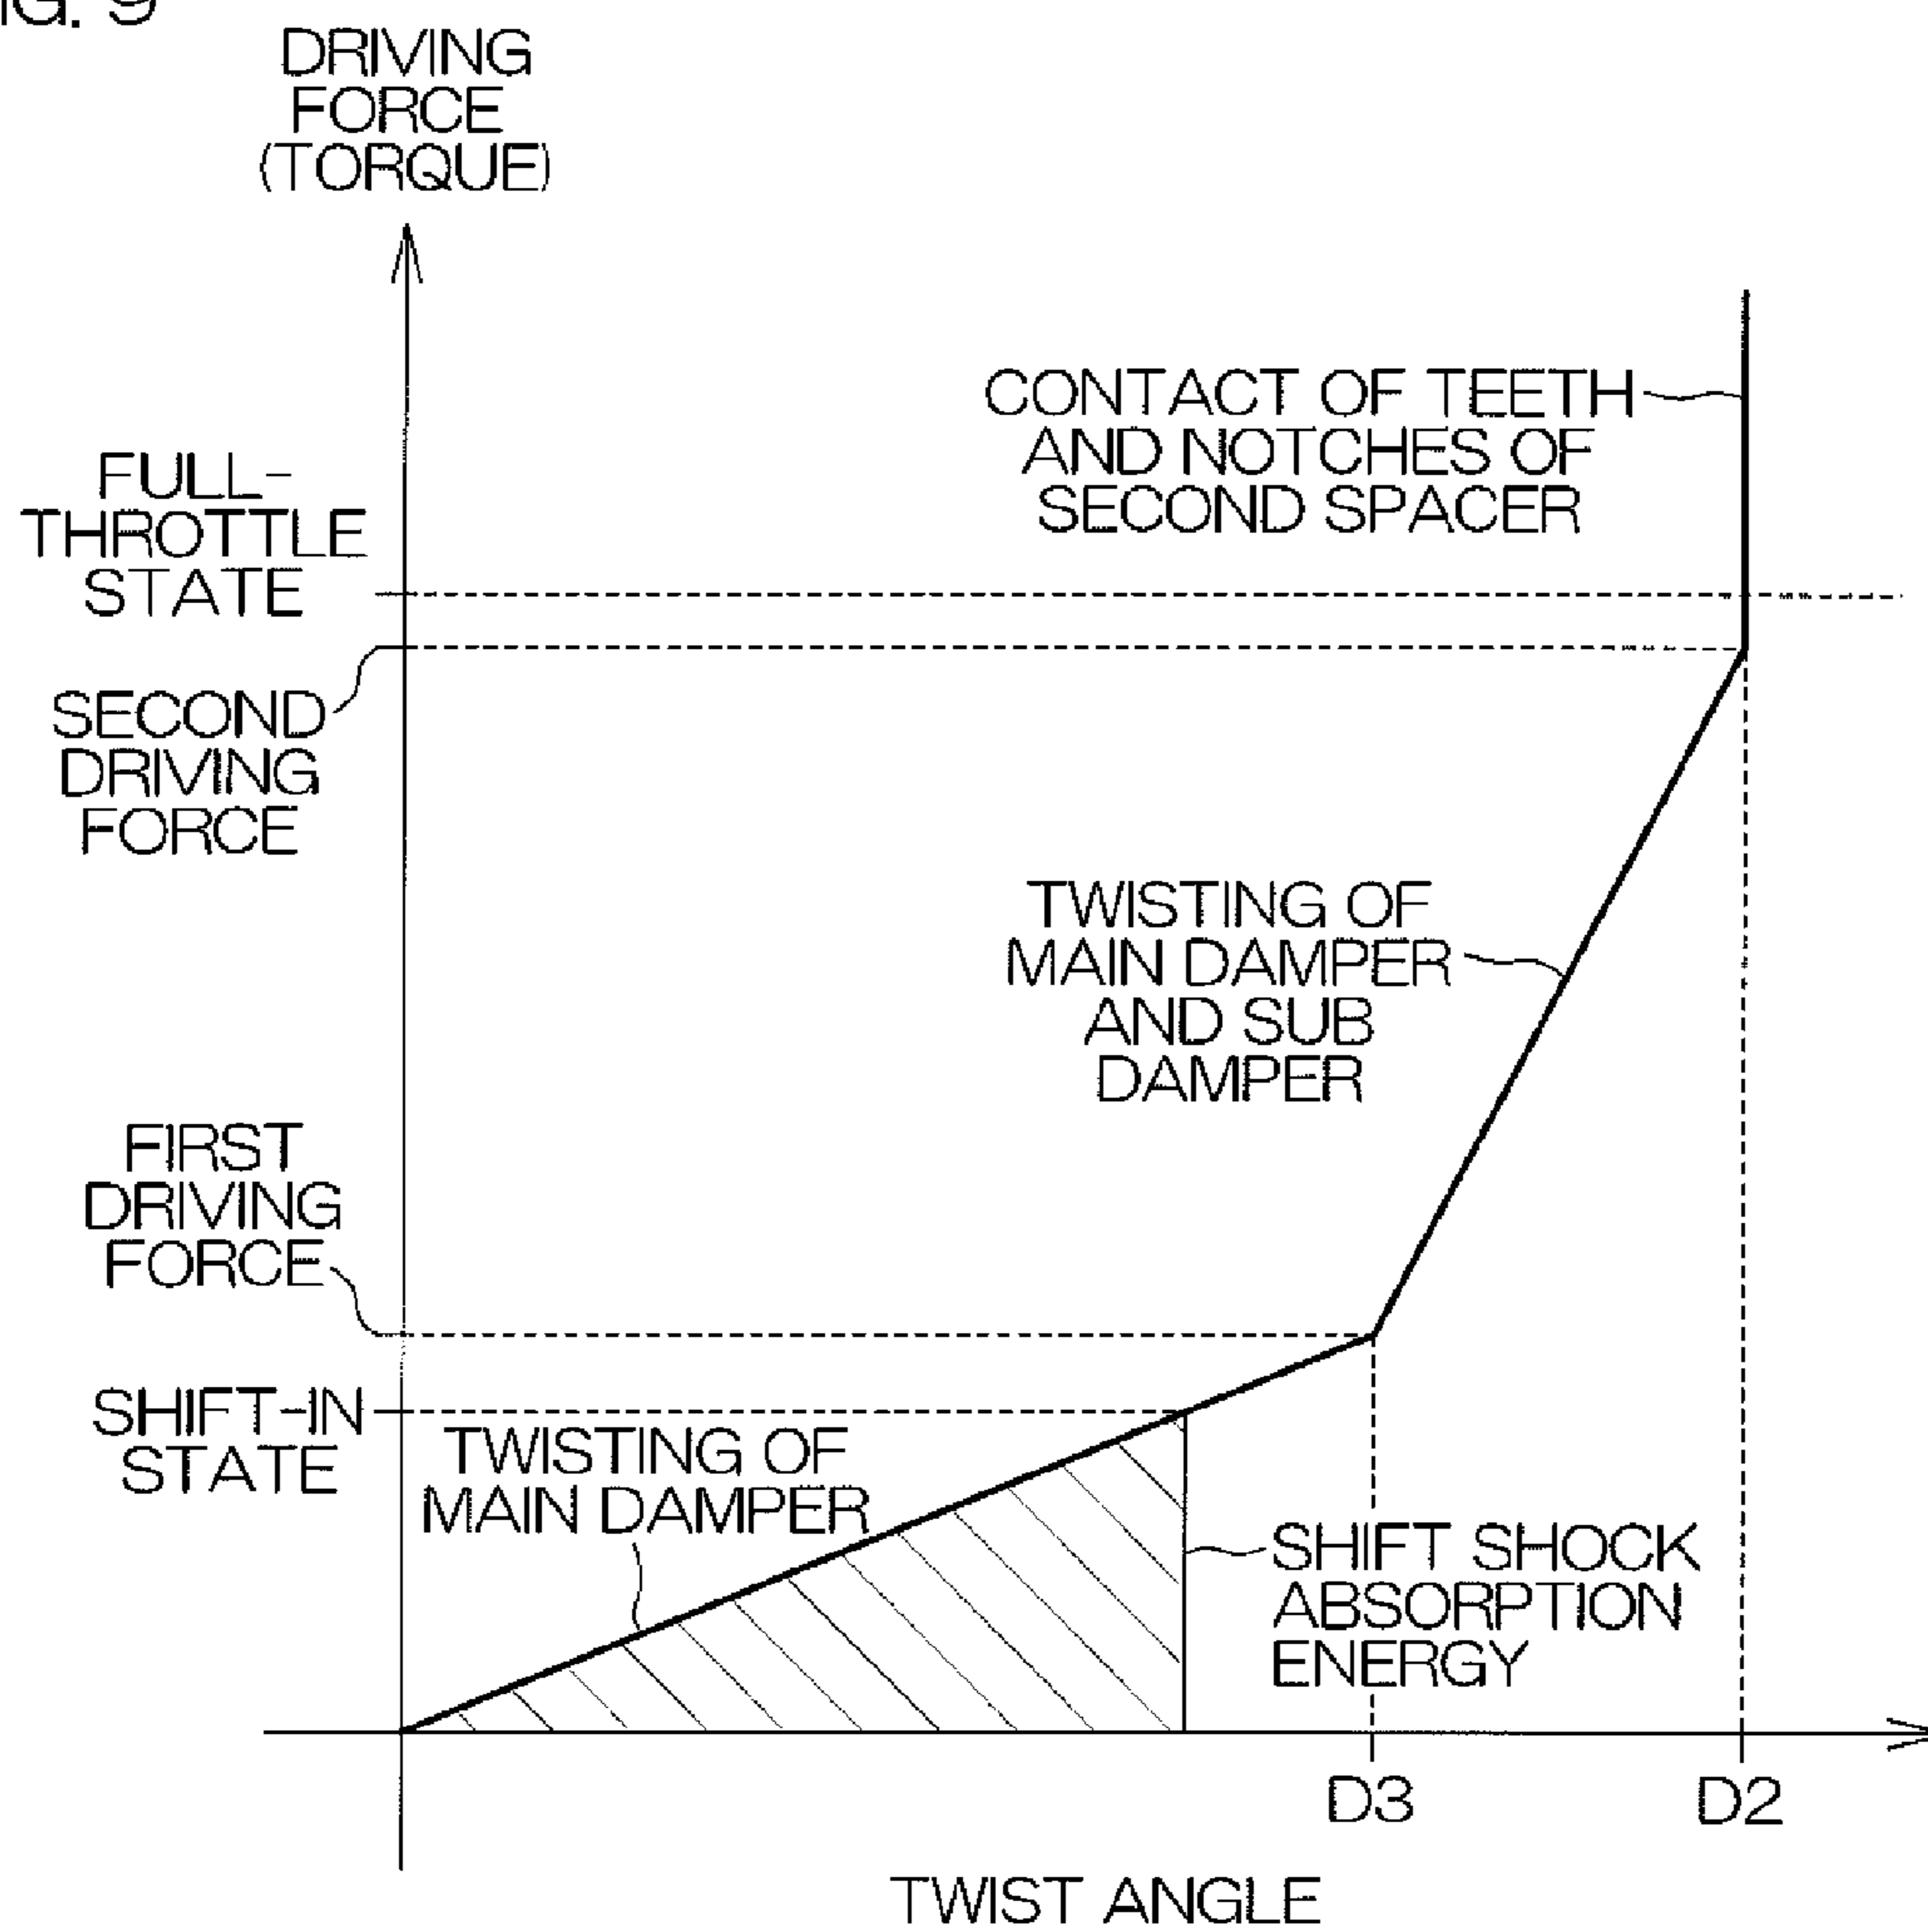 FIG. 9
DRIVING
FORCE
(TORQUE)
CONTACT OF TEETH
AND NOTCHES OF
SECOND SPACER
FULL-
THROTTLE
STATE
SECOND
DRIVING
FORCE
TWISTING OF
MAIN DAMPER
AND SUB
DAMPER
FIRST
DRIVING
FORCE
SHIFT-IN
STATE
TWISTING OF
MAIN DAMPER
SHIFT SHOCK
ABSORPTION
ENERGY
D3
D2
TWIST ANGLE